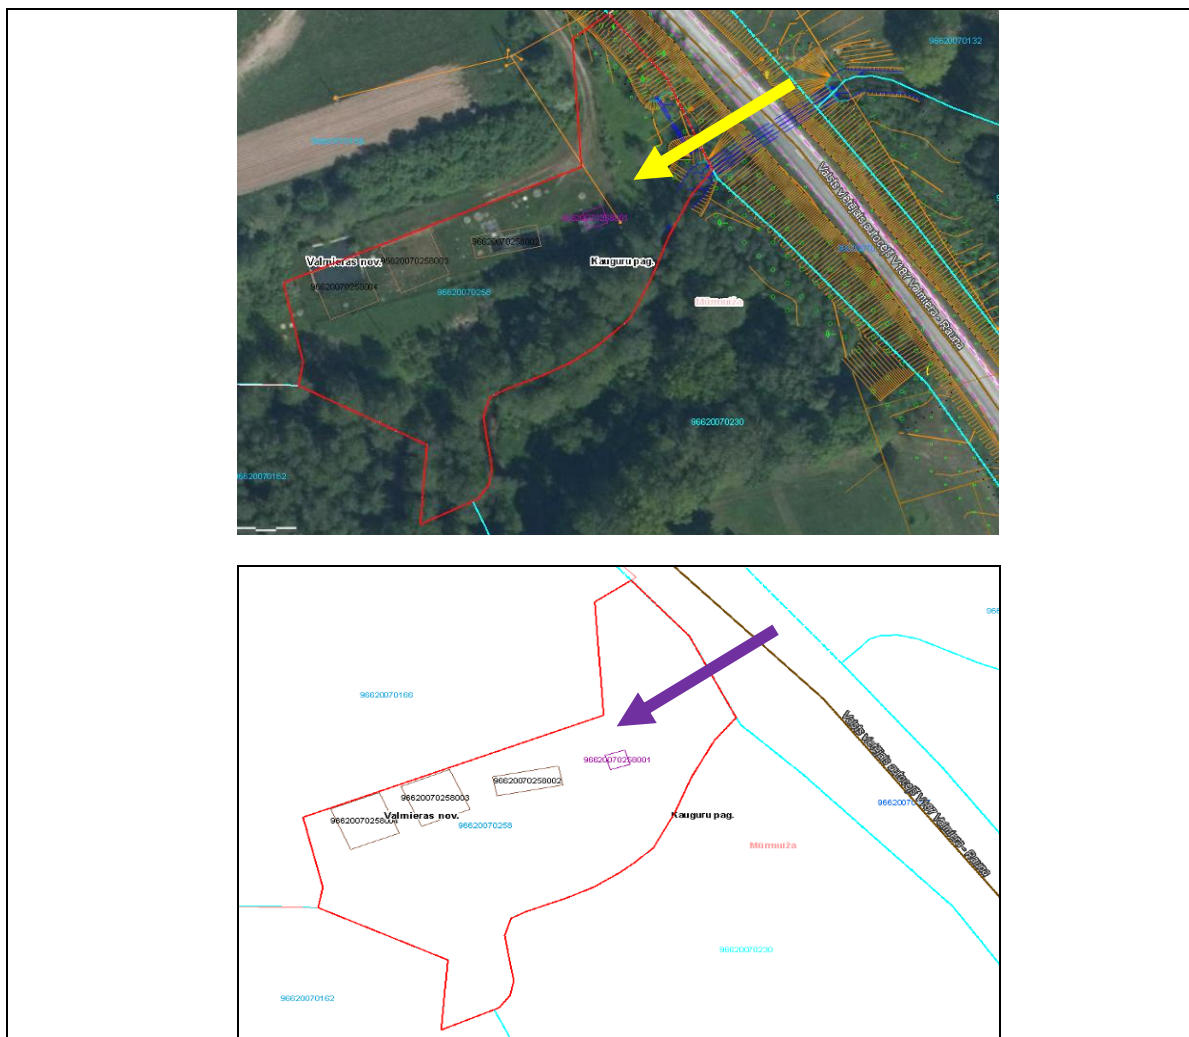 96620070132
96620070258001
96620070258002
Valmieras nov.
96620070258003
Kauguru pag.
96620070258004
96620070258
Mūrmuiža
Valsts vietējais autoceļš V187 Valmiera - Rauna
96620070230
96620070162
96620070166
96620070258001
96620070258002
96620070258003
Valmieras nov.
Kauguru pag.
96620070258
Mūrmuiža
Valsts vietējais autoceļš V187 Valmiera - Rauna
96620070230
96620070162